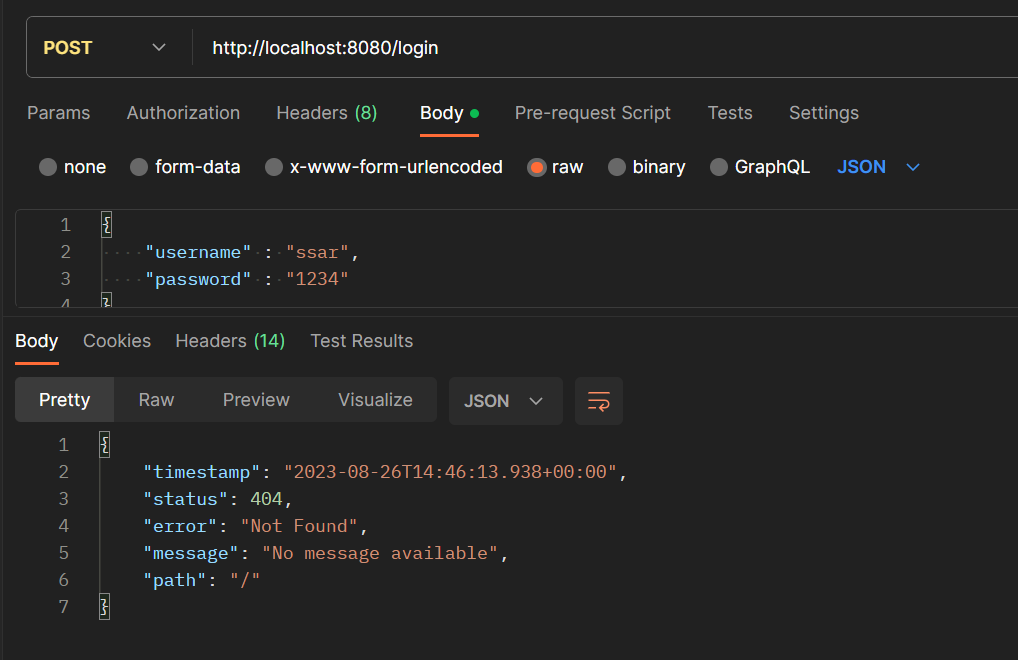 POST http://localhost:8080/login
Params Authorization Headers (8) Body Pre-request Script Tests Settings
none form-data x-www-form-urlencoded raw binary GraphQL JSON
1 {
2 "username" : "ssar",
3 "password" : "1234"
4 }
Body Cookies Headers (14) Test Results
Pretty Raw Preview Visualize JSON
1 {
2 "timestamp": "2023-08-26T14:46:13.938+00:00",
3 "status": 404,
4 "error": "Not Found",
5 "message": "No message available",
6 "path": "/"
7 }